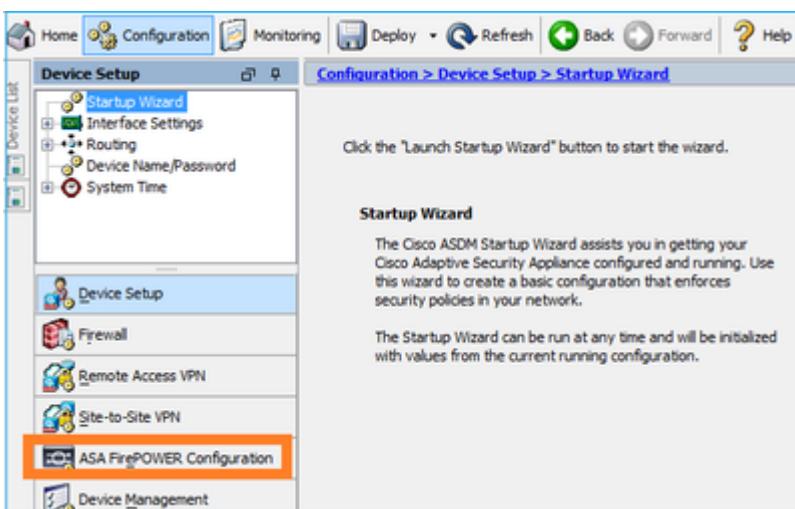 Home Configuration Monitoring Deploy Refresh Back Forward Help
Device List
Device Setup
Startup Wizard
Interface Settings
Routing
Device Name/Password
System Time
Device Setup
Firewall
Remote Access VPN
Site-to-Site VPN
ASA FirePOWER Configuration
Device Management
Configuration > Device Setup > Startup Wizard
Click the "Launch Startup Wizard" button to start the wizard.
Startup Wizard
The Cisco ASDM Startup Wizard assists you in getting your
Cisco Adaptive Security Appliance configured and running. Use
this wizard to create a basic configuration that enforces
security policies in your network.
The Startup Wizard can be run at any time and will be initialized
with values from the current running configuration.